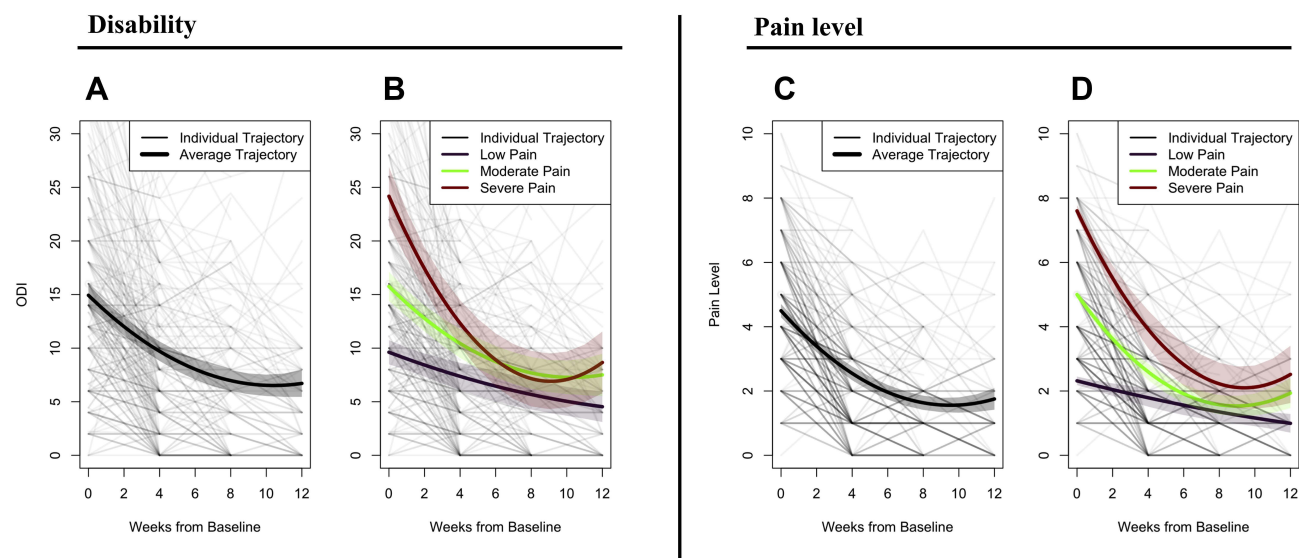 Disability
Pain level
A
B
C
D
Individual Trajectory
Average Trajectory
Individual Trajectory
Low Pain
Moderate Pain
Severe Pain
Individual Trajectory
Average Trajectory
Individual Trajectory
Low Pain
Moderate Pain
Severe Pain
ODI
0 5 10 15 20 25 30
0 5 10 15 20 25 30
Pain Level
0 2 4 6 8 10
0 2 4 6 8 10
0 2 4 6 8 10 12
0 2 4 6 8 10 12
0 2 4 6 8 10 12
0 2 4 6 8 10 12
Weeks from Baseline
Weeks from Baseline
Weeks from Baseline
Weeks from Baseline